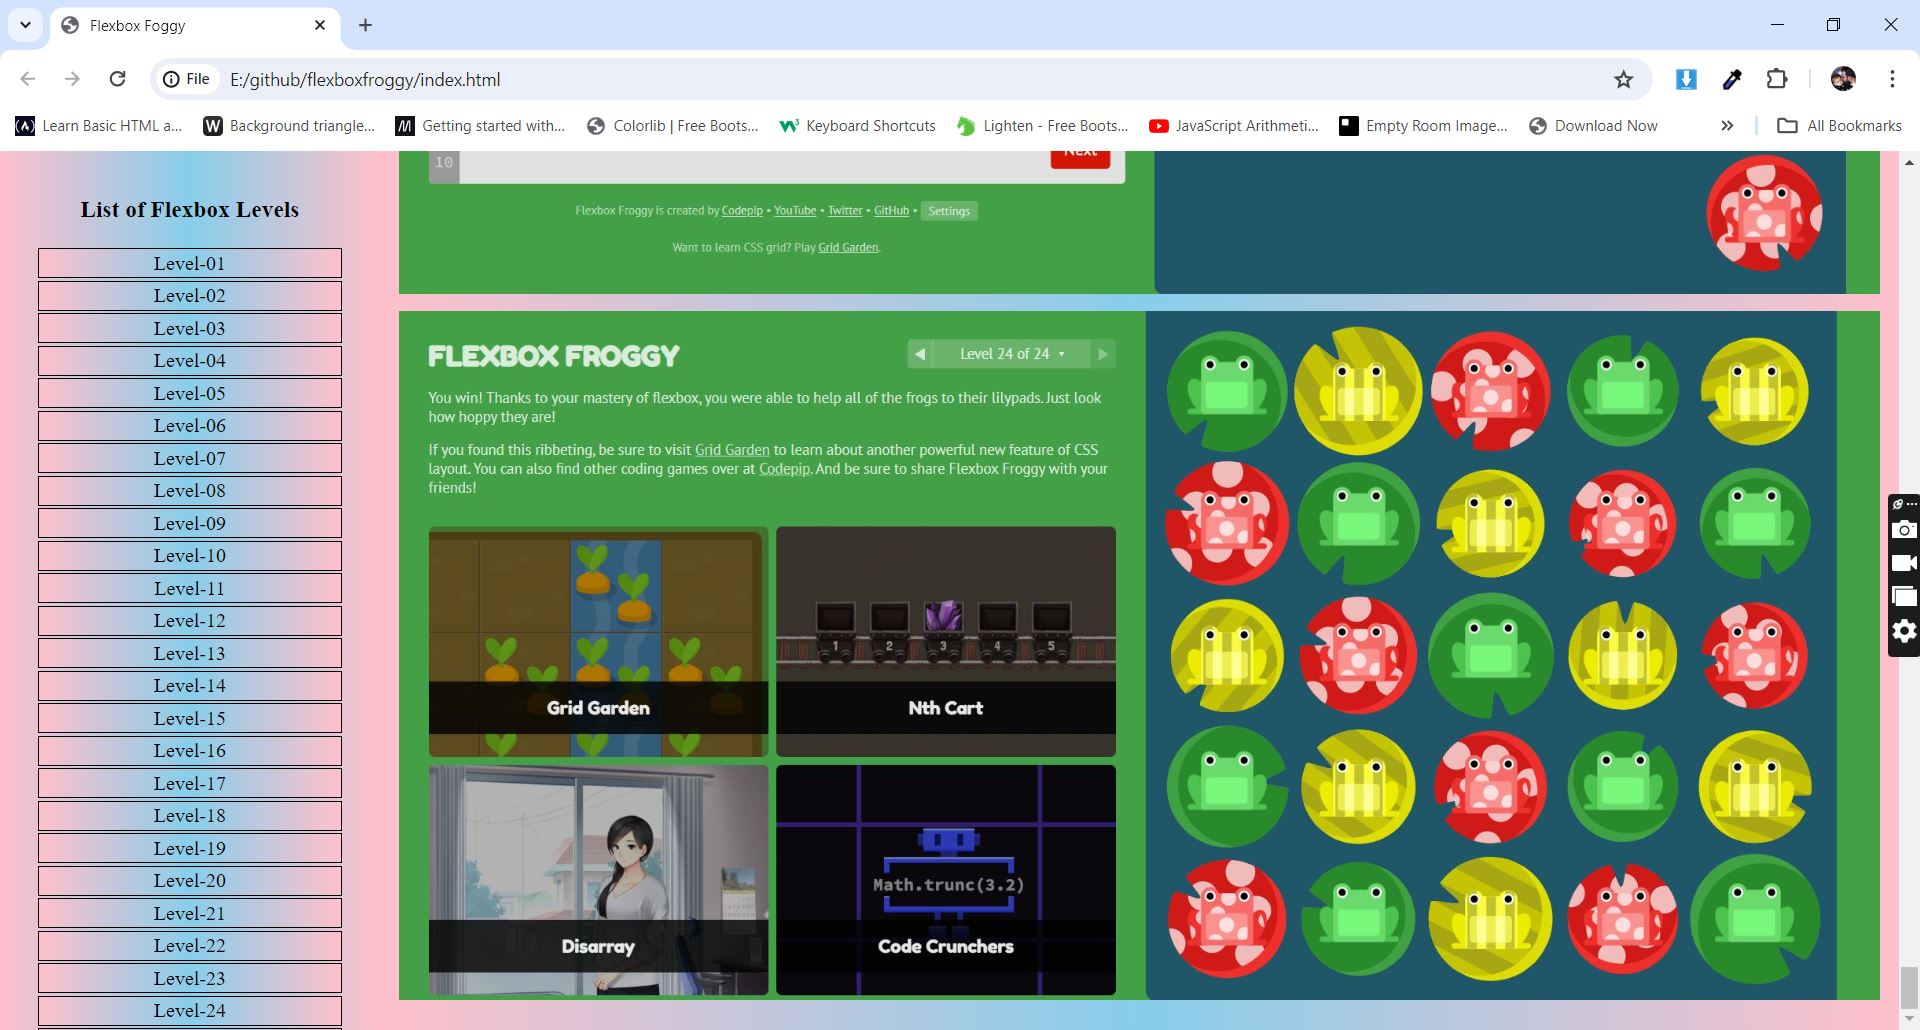 Flexbox Foggy
File
E:/github/flexboxfroggy/index.html
Learn Basic HTML a...
Background triangle...
Getting started with...
Colorlib | Free Boots...
Keyboard Shortcuts
Lighten - Free Boots...
JavaScript Arithmeti...
Empty Room Image...
Download Now
All Bookmarks
List of Flexbox Levels
Level-01
Level-02
Level-03
Level-04
Level-05
Level-06
Level-07
Level-08
Level-09
Level-10
Level-11
Level-12
Level-13
Level-14
Level-15
Level-16
Level-17
Level-18
Level-19
Level-20
Level-21
Level-22
Level-23
Level-24
10
Next
Flexbox Froggy is created by Codepip • YouTube • Twitter • GitHub • Settings
Want to learn CSS grid? Play Grid Garden.
FLEXBOX FROGGY
Level 24 of 24
You win! Thanks to your mastery of flexbox, you were able to help all of the frogs to their lilypads. Just look
how hoppy they are!
If you found this ribbeting, be sure to visit Grid Garden to learn about another powerful new feature of CSS
layout. You can also find other coding games over at Codepip. And be sure to share Flexbox Froggy with your
friends!
Grid Garden
1 2 3 4 5
Nth Cart
Disarray
Math.trunc(3.2)
Code Crunchers